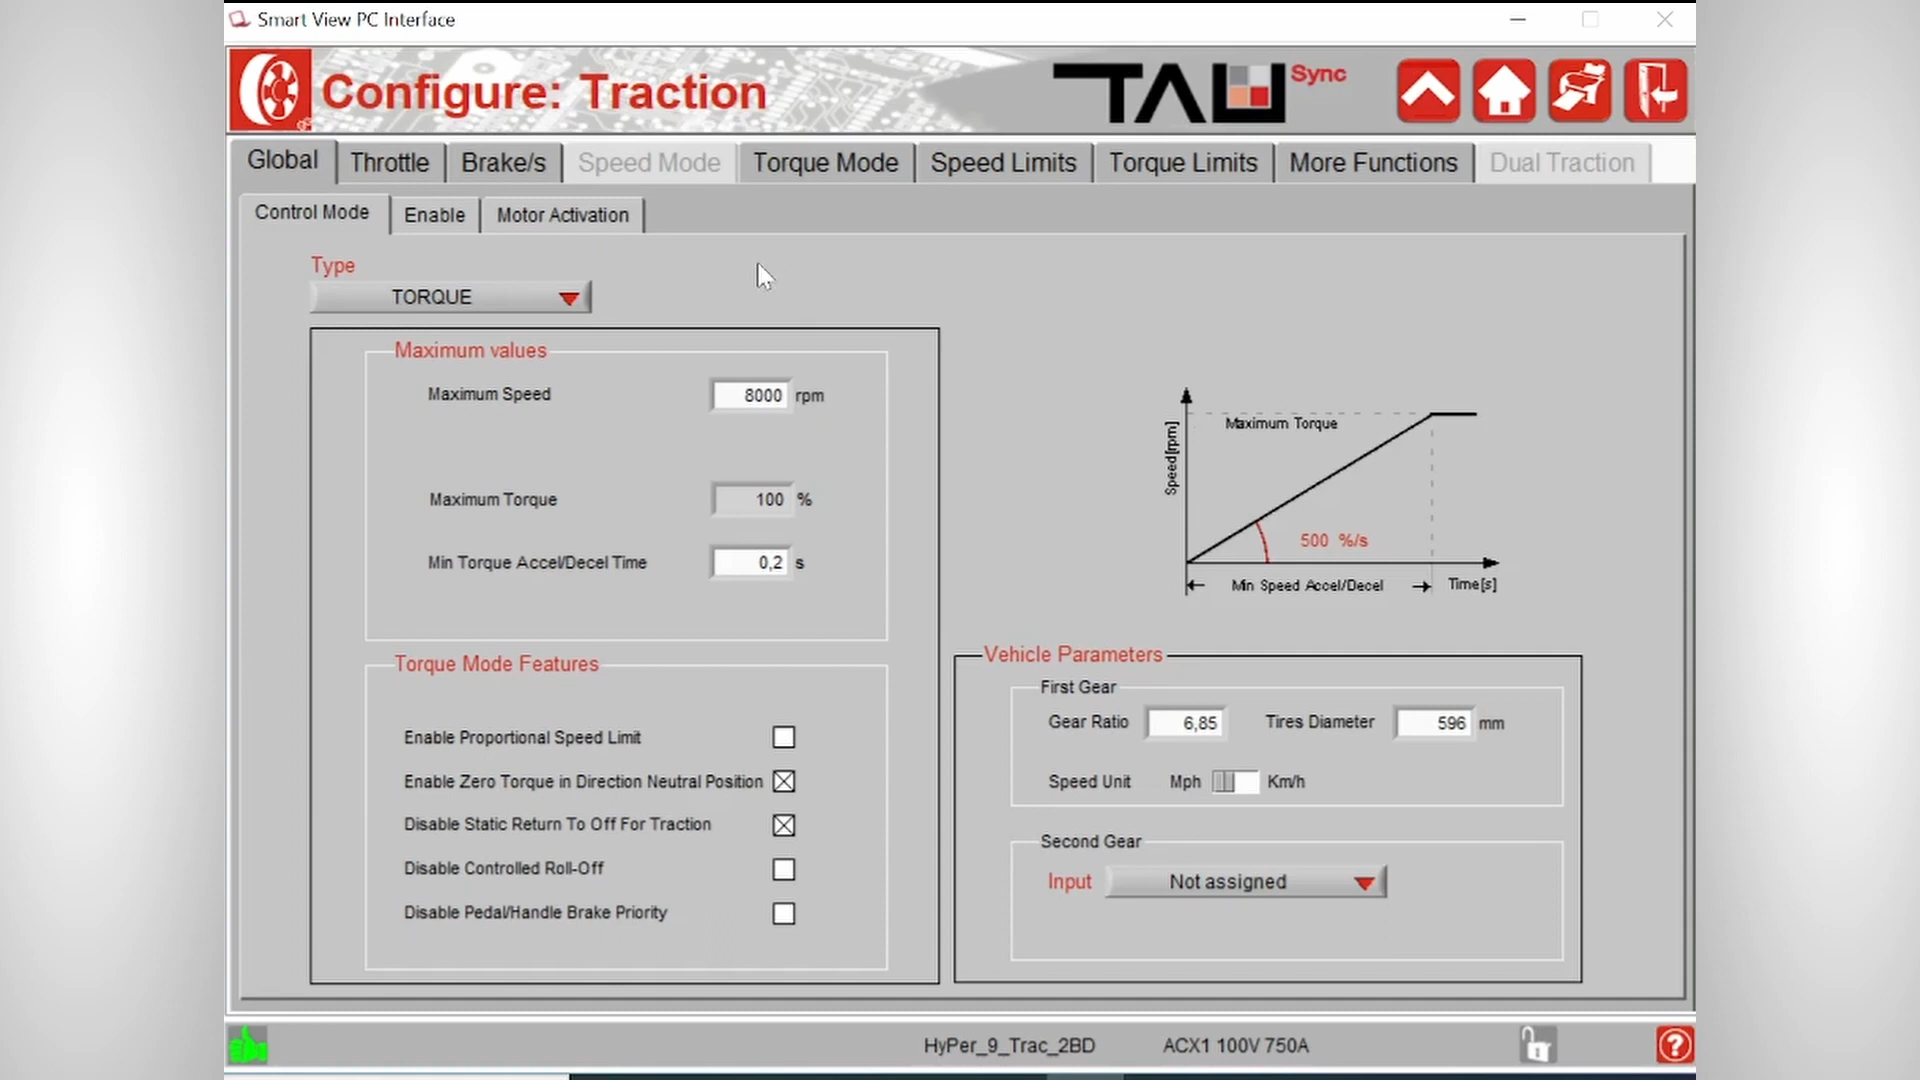 Smart View PC Interface
Configure: Traction
TAU Sync
Global Throttle Brake/s Speed Mode Torque Mode Speed Limits Torque Limits More Functions Dual Traction
Control Mode Enable Motor Activation
Type
TORQUE
Maximum values
Maximum Speed 8000 rpm
Maximum Torque 100 %
Min Torque Accel/Decel Time 0,2 s
Torque Mode Features
Enable Proportional Speed Limit
Enable Zero Torque in Direction Neutral Position
Disable Static Return To Off For Traction
Disable Controlled Roll-Off
Disable Pedal/Handle Brake Priority
Speed[rpm]
Maximum Torque
500 %/s
Min Speed Accel/Decel Time[s]
Vehicle Parameters
First Gear
Gear Ratio 6,85 Tires Diameter 596 mm
Speed Unit Mph Km/h
Second Gear
Input Not assigned
HyPer_9_Trac_2BD ACX1 100V 750A
?